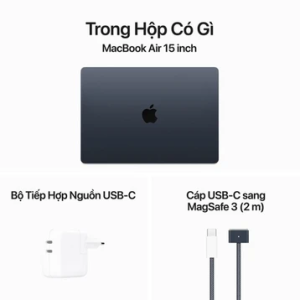 Trong Hộp Có Gì
MacBook Air 15 inch
Bộ Tiếp Hợp Nguồn USB-C
Cáp USB-C sang
MagSafe 3 (2 m)